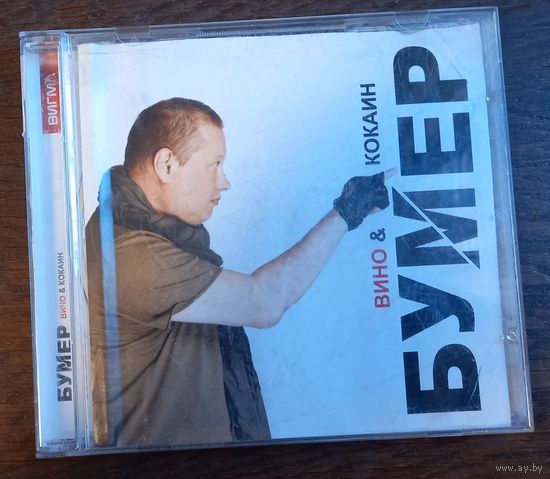 ВИГМА
БУМЕР ВИНО & КОКАИН
ВИНО & КОКАИН
БУМЕР
www.ay.by